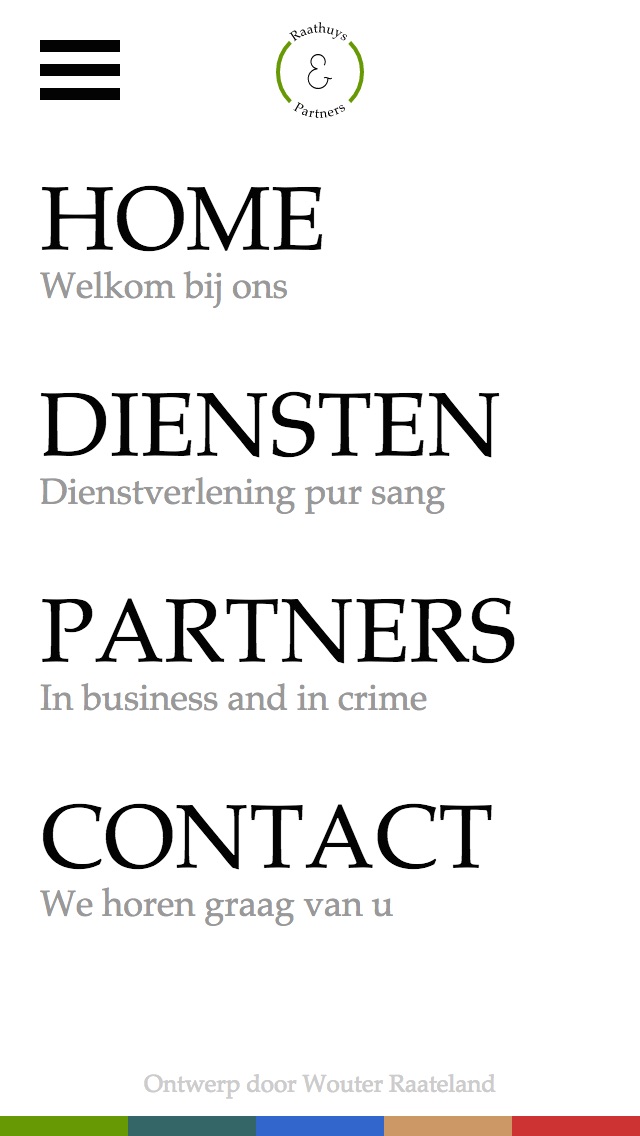 Raathuys
&
Partners
HOME
Welkom bij ons
DIENSTEN
Dienstverlening pur sang
PARTNERS
In business and in crime
CONTACT
We horen graag van u
Ontwerp door Wouter Raateland